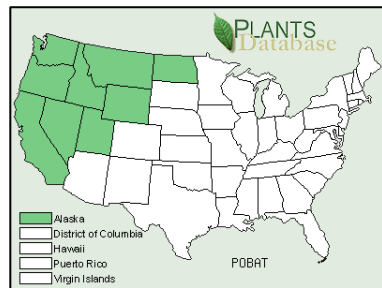 PLANTS
Database
Alaska
District of Columbia
Hawaii
Puerto Rico
Virgin Islands
POBAT